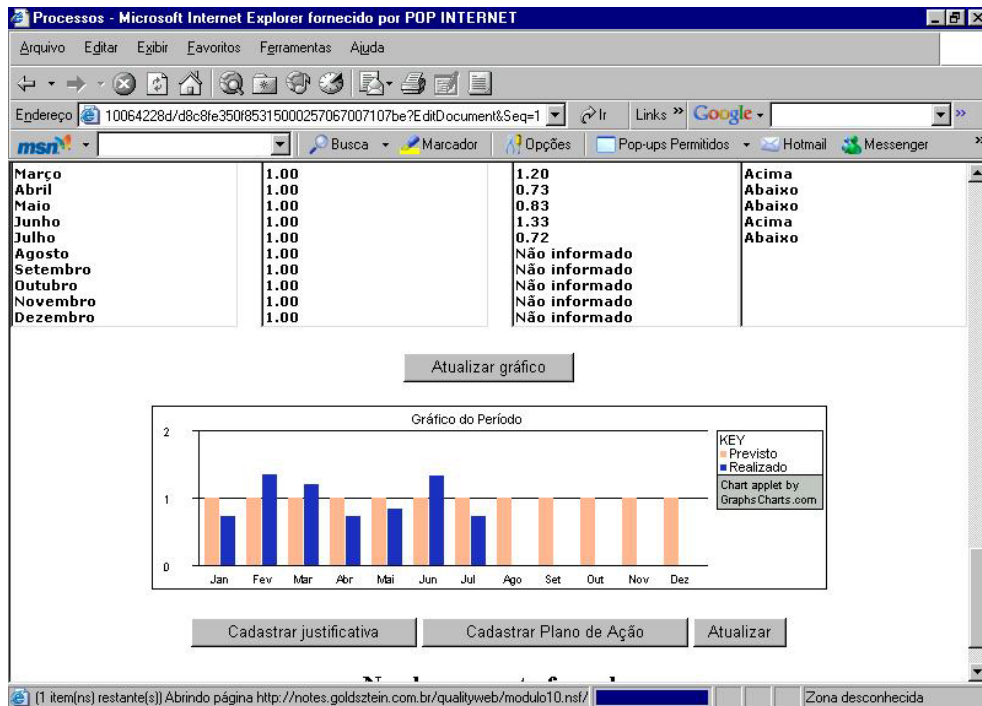 Processos - Microsoft Internet Explorer fornecido por POP INTERNET
Arquivo Editar Exibir Favoritos Ferramentas Ajuda
Endereço 10064228d/d8c8fe350f853150002570670071 07be?EditDocument&Seq=1 Ir Links » Google
msn Busca Marcador Opções Pop-ups Permitidos Hotmail Messenger »
Março 1.00 1.20 Acima
Abril 1.00 0.73 Abaixo
Maio 1.00 0.83 Abaixo
Junho 1.00 1.33 Acima
Julho 1.00 0.72 Abaixo
Agosto 1.00 Não informado
Setembro 1.00 Não informado
Outubro 1.00 Não informado
Novembro 1.00 Não informado
Dezembro 1.00 Não informado
Atualizar gráfico
Gráfico do Período
2
1
0
Jan Fev Mar Abr Mai Jun Jul Ago Set Out Nov Dez
KEY
Previsto
Realizado
Chart applet by
GraphsCharts.com
Cadastrar justificativa Cadastrar Plano de Ação Atualizar
(1 item(ns) restante(s)) Abrindo página http://notes.goldsztein.com.br/qualityweb/modulo10.nsf/ Zona desconhecida